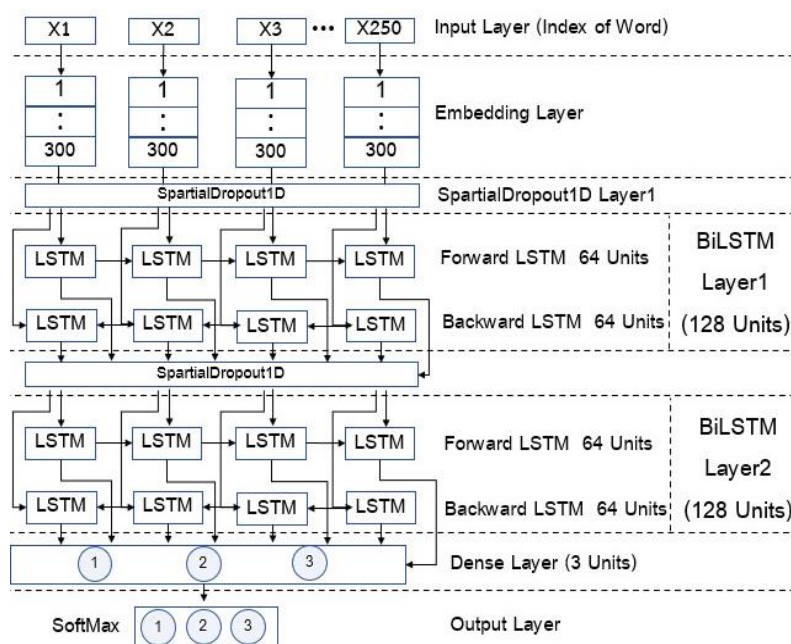 X1 X2 X3 ••• X250 Input Layer (Index of Word)
1 1 1 1
: : : : Embedding Layer
300 300 300 300
SpatialDropout1D SpatialDropout1D Layer1
BiLSTM
LSTM LSTM LSTM LSTM Forward LSTM 64 Units
Layer1
LSTM LSTM LSTM LSTM Backward LSTM 64 Units (128 Units)
SpatialDropout1D
BiLSTM
LSTM LSTM LSTM LSTM Forward LSTM 64 Units
Layer2
LSTM LSTM LSTM LSTM Backward LSTM 64 Units (128 Units)
1 2 3 Dense Layer (3 Units)
SoftMax 1 2 3 Output Layer